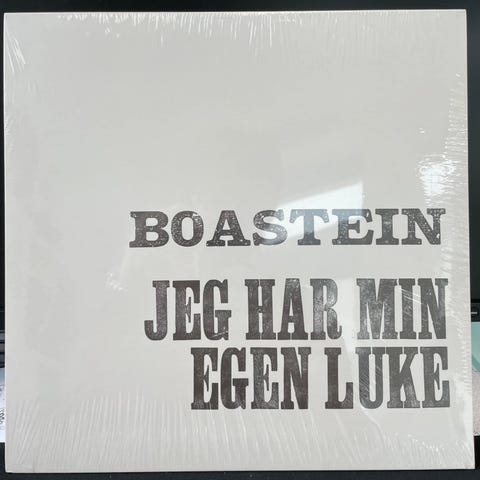 BOASTEIN
JEG HAR MIN
EGEN LUKE